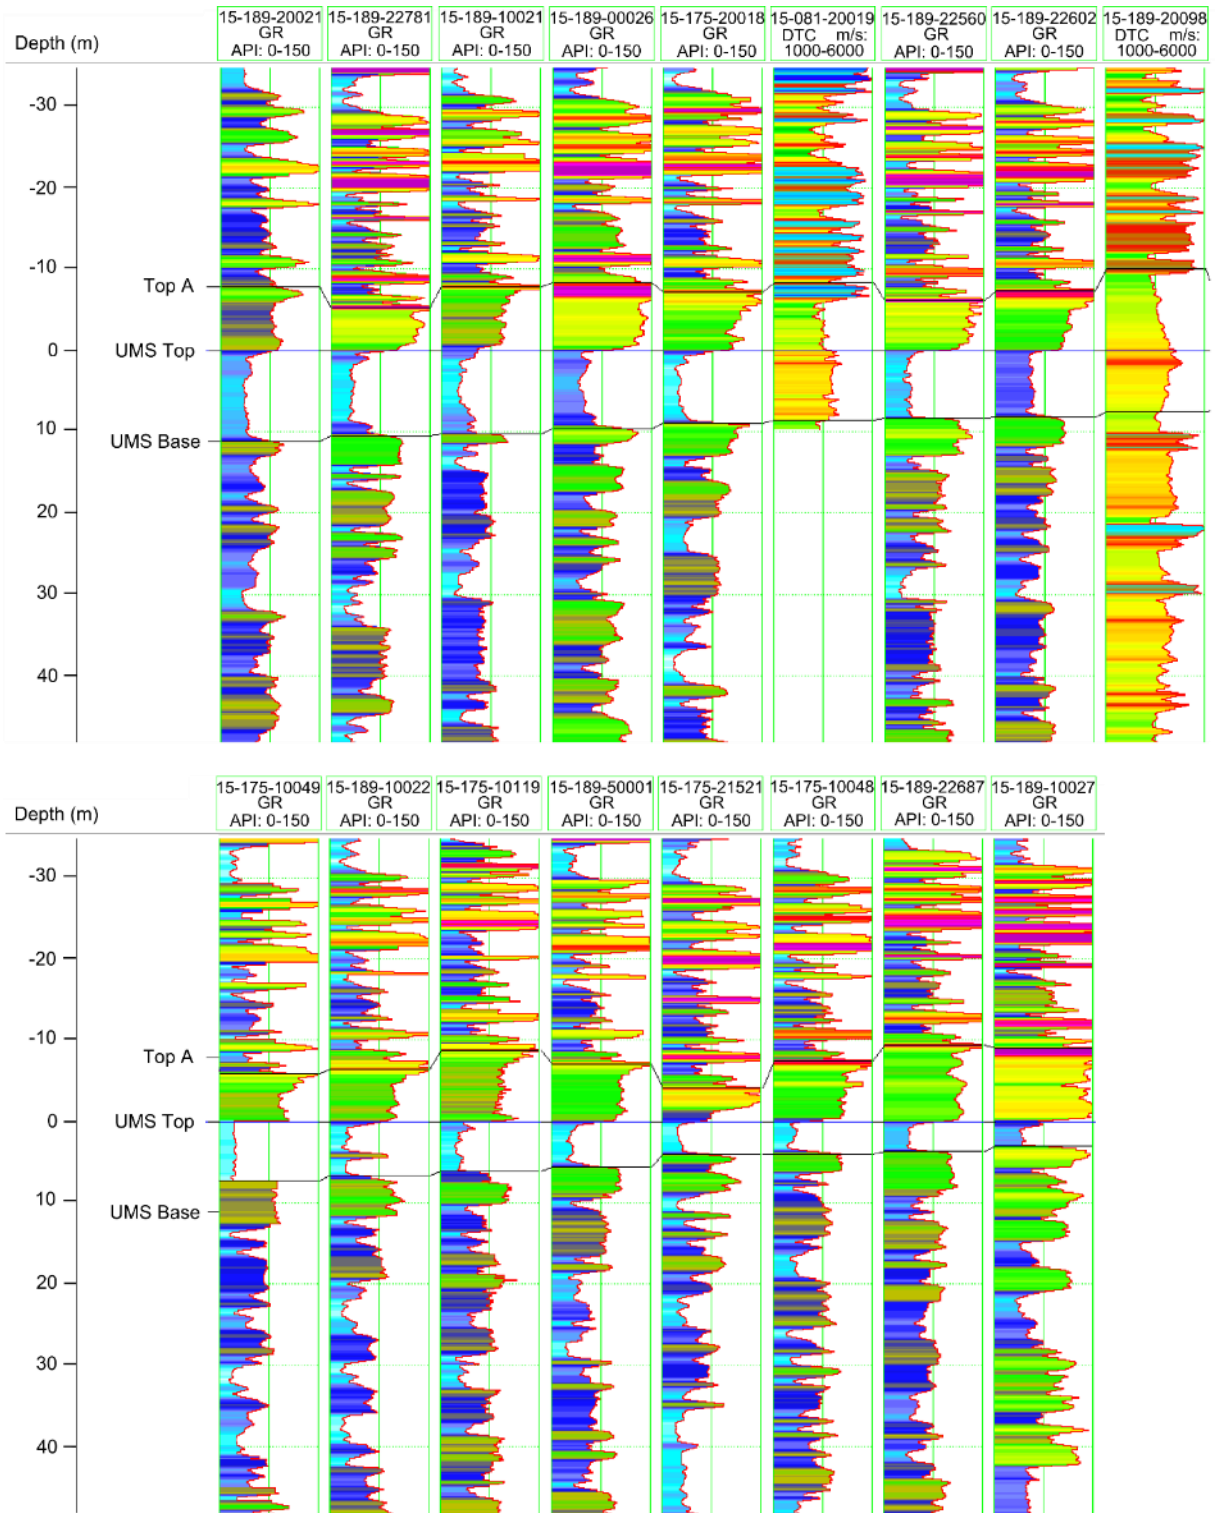 Depth (m)
15-189-20021
GR
API: 0-150
15-189-22781
GR
API: 0-150
15-189-10021
GR
API: 0-150
15-189-00026
GR
API: 0-150
15-175-20018
GR
API: 0-150
15-081-20019
DTC m/s:
1000-6000
15-189-22560
GR
API: 0-150
15-189-22602
GR
API: 0-150
15-189-20098
DTC m/s:
1000-6000
-30
-20
-10
Top A
0
UMS Top
10
UMS Base
20
30
40
Depth (m)
15-175-10049
GR
API: 0-150
15-189-10022
GR
API: 0-150
15-175-10119
GR
API: 0-150
15-189-50001
GR
API: 0-150
15-175-21521
GR
API: 0-150
15-175-10048
GR
API: 0-150
15-189-22687
GR
API: 0-150
15-189-10027
GR
API: 0-150
-30
-20
-10
Top A
0
UMS Top
10
UMS Base
20
30
40